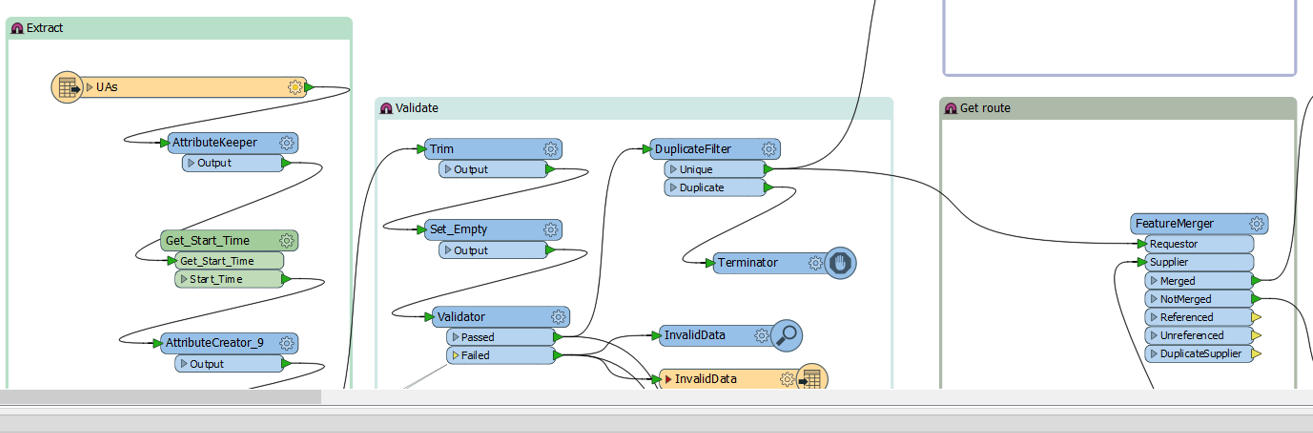 Extract
UAs
AttributeKeeper
Output
Get_Start_Time
Get_Start_Time
Start_Time
AttributeCreator_9
Output
Validate
Trim
Output
Set_Empty
Output
Validator
Passed
Failed
DuplicateFilter
Unique
Duplicate
Terminator
InvalidData
InvalidData
Get route
FeatureMerger
Requestor
Supplier
Merged
NotMerged
Referenced
Unreferenced
DuplicateSupplier